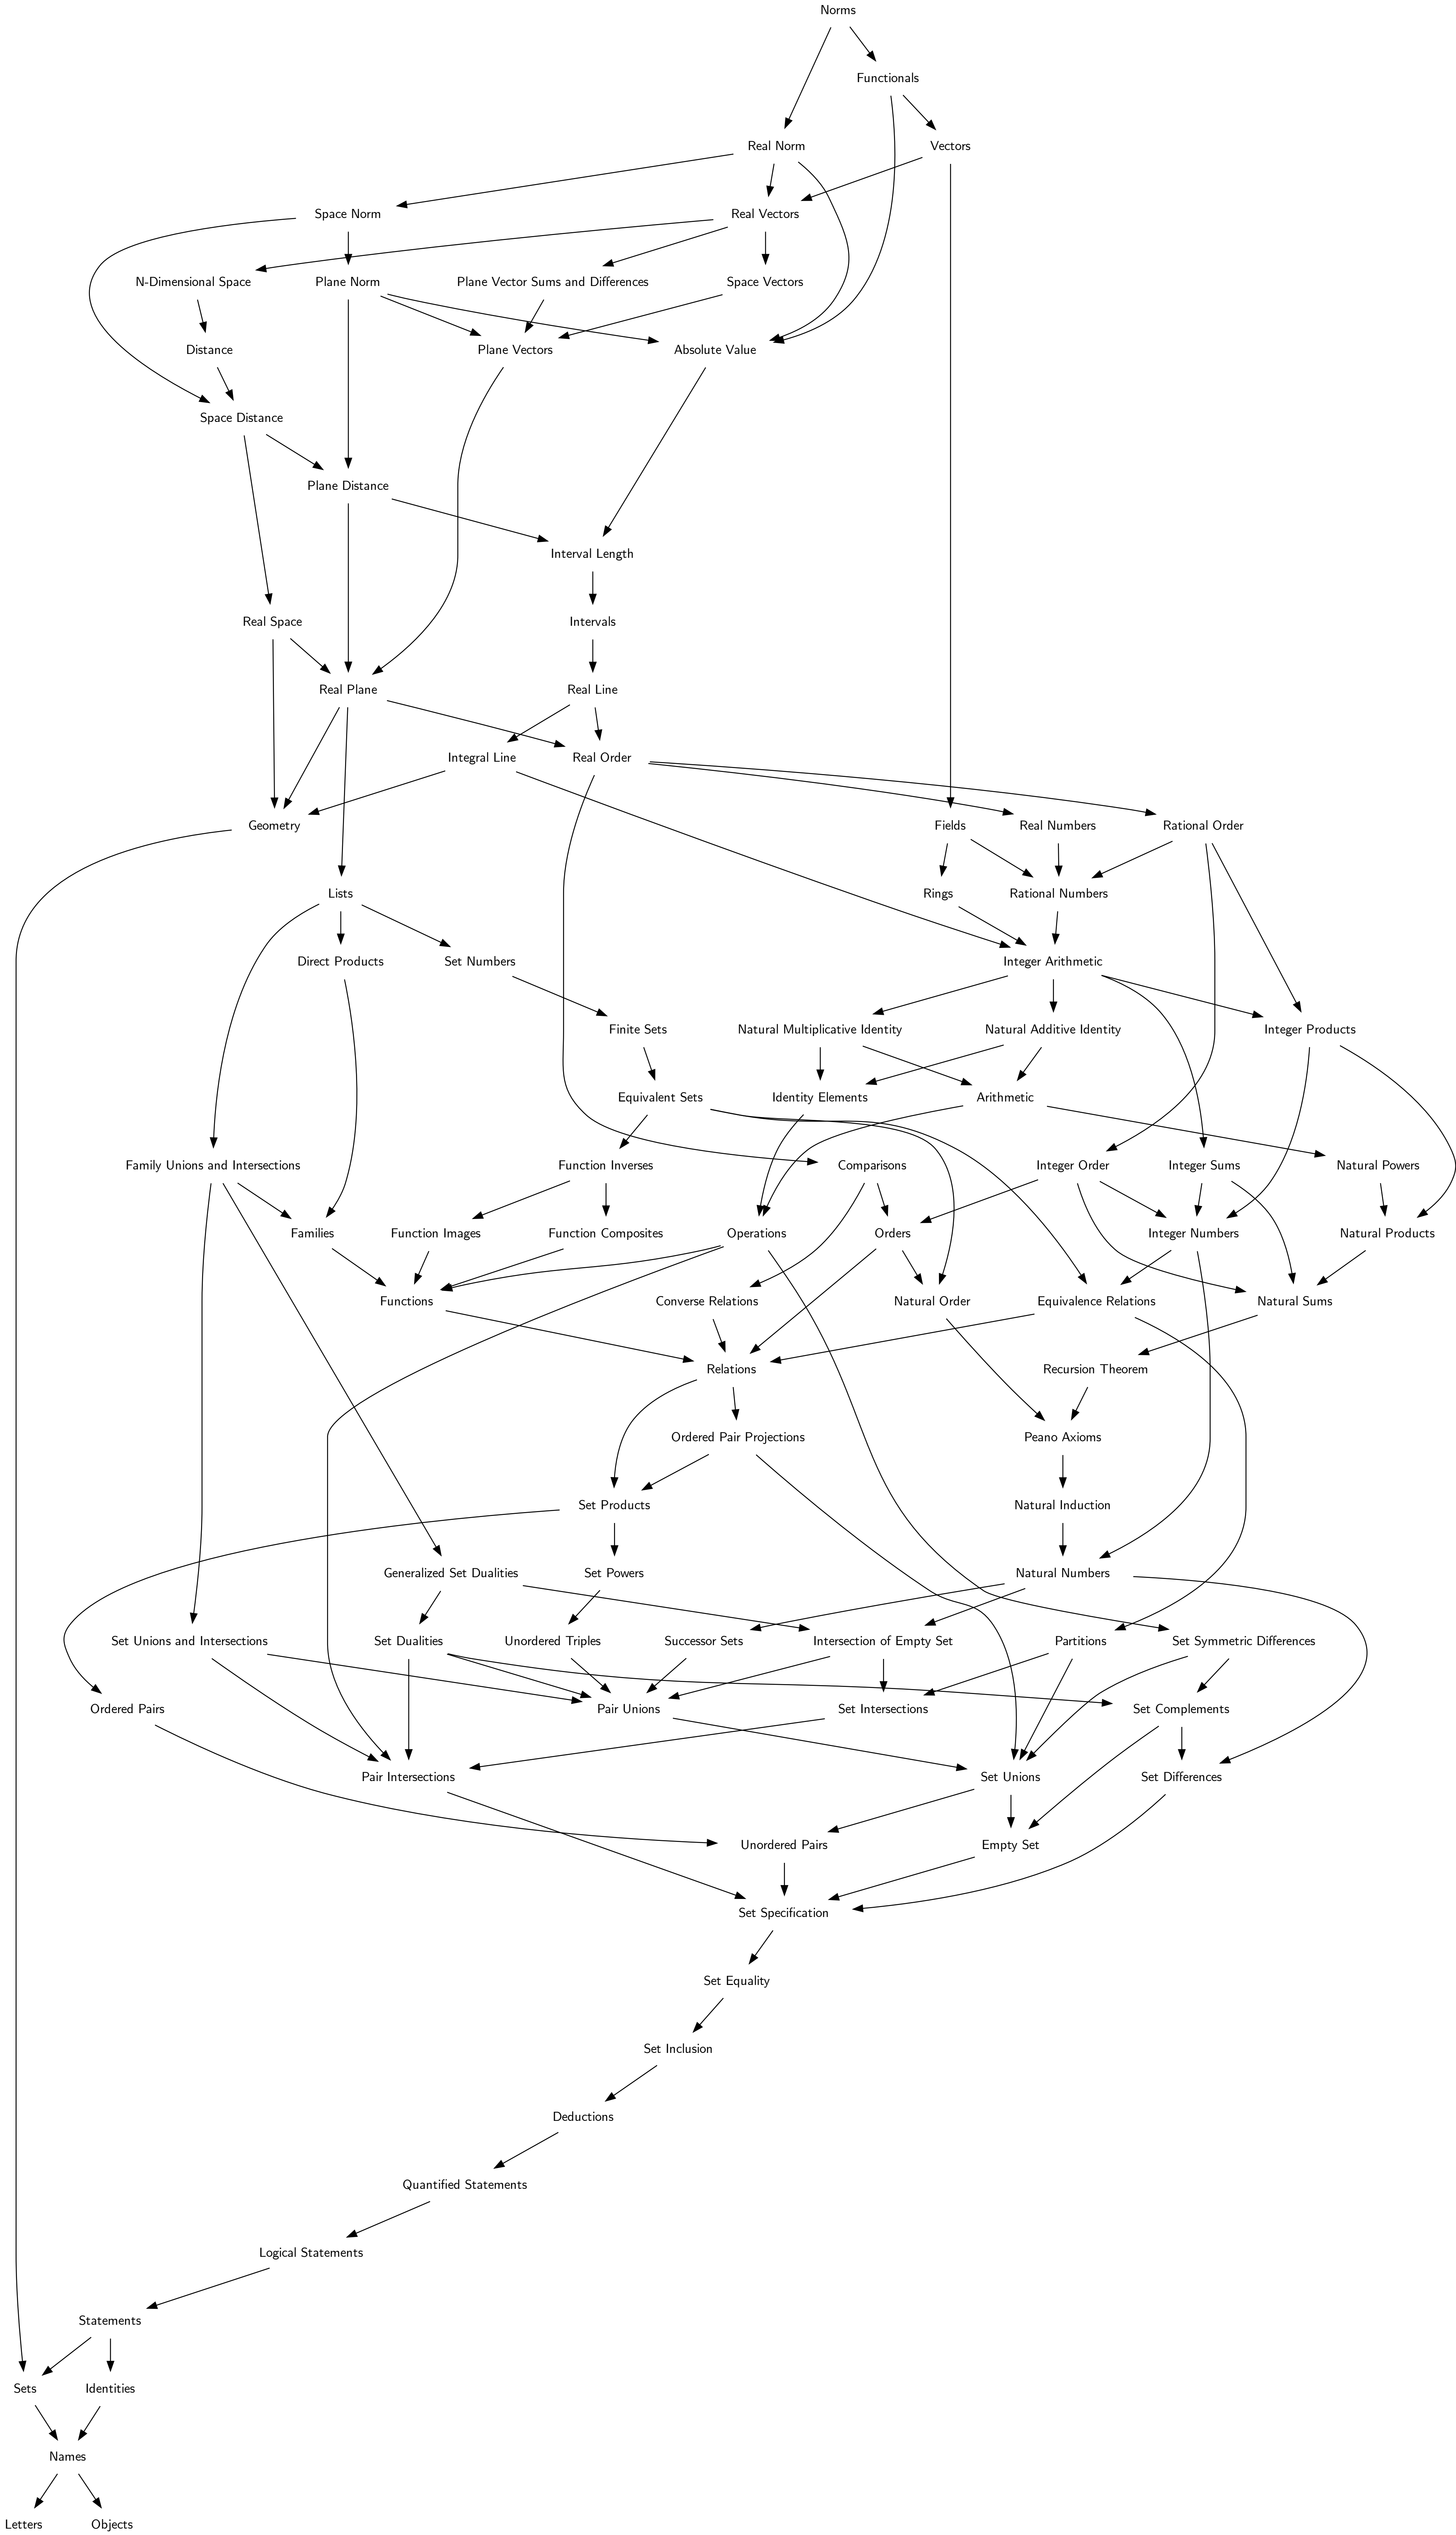 Norms
Functionals
Real Norm
Vectors
Space Norm
Real Vectors
N-Dimensional Space
Plane Norm
Plane Vector Sums and Differences
Space Vectors
Distance
Plane Vectors
Absolute Value
Space Distance
Plane Distance
Interval Length
Real Space
Intervals
Real Plane
Real Line
Integral Line
Real Order
Geometry
Fields
Real Numbers
Rational Order
Lists
Rings
Rational Numbers
Direct Products
Set Numbers
Integer Arithmetic
Finite Sets
Natural Multiplicative Identity
Natural Additive Identity
Integer Products
Equivalent Sets
Identity Elements
Arithmetic
Family Unions and Intersections
Function Inverses
Comparisons
Integer Order
Integer Sums
Natural Powers
Families
Function Images
Function Composites
Operations
Orders
Integer Numbers
Natural Products
Functions
Converse Relations
Natural Order
Equivalence Relations
Natural Sums
Relations
Recursion Theorem
Ordered Pair Projections
Peano Axioms
Set Products
Natural Induction
Generalized Set Dualities
Set Powers
Natural Numbers
Set Unions and Intersections
Set Dualities
Unordered Triples
Successor Sets
Intersection of Empty Set
Partitions
Set Symmetric Differences
Ordered Pairs
Pair Unions
Set Intersections
Set Complements
Pair Intersections
Set Unions
Set Differences
Unordered Pairs
Empty Set
Set Specification
Set Equality
Set Inclusion
Deductions
Quantified Statements
Logical Statements
Statements
Sets
Identities
Names
Letters
Objects